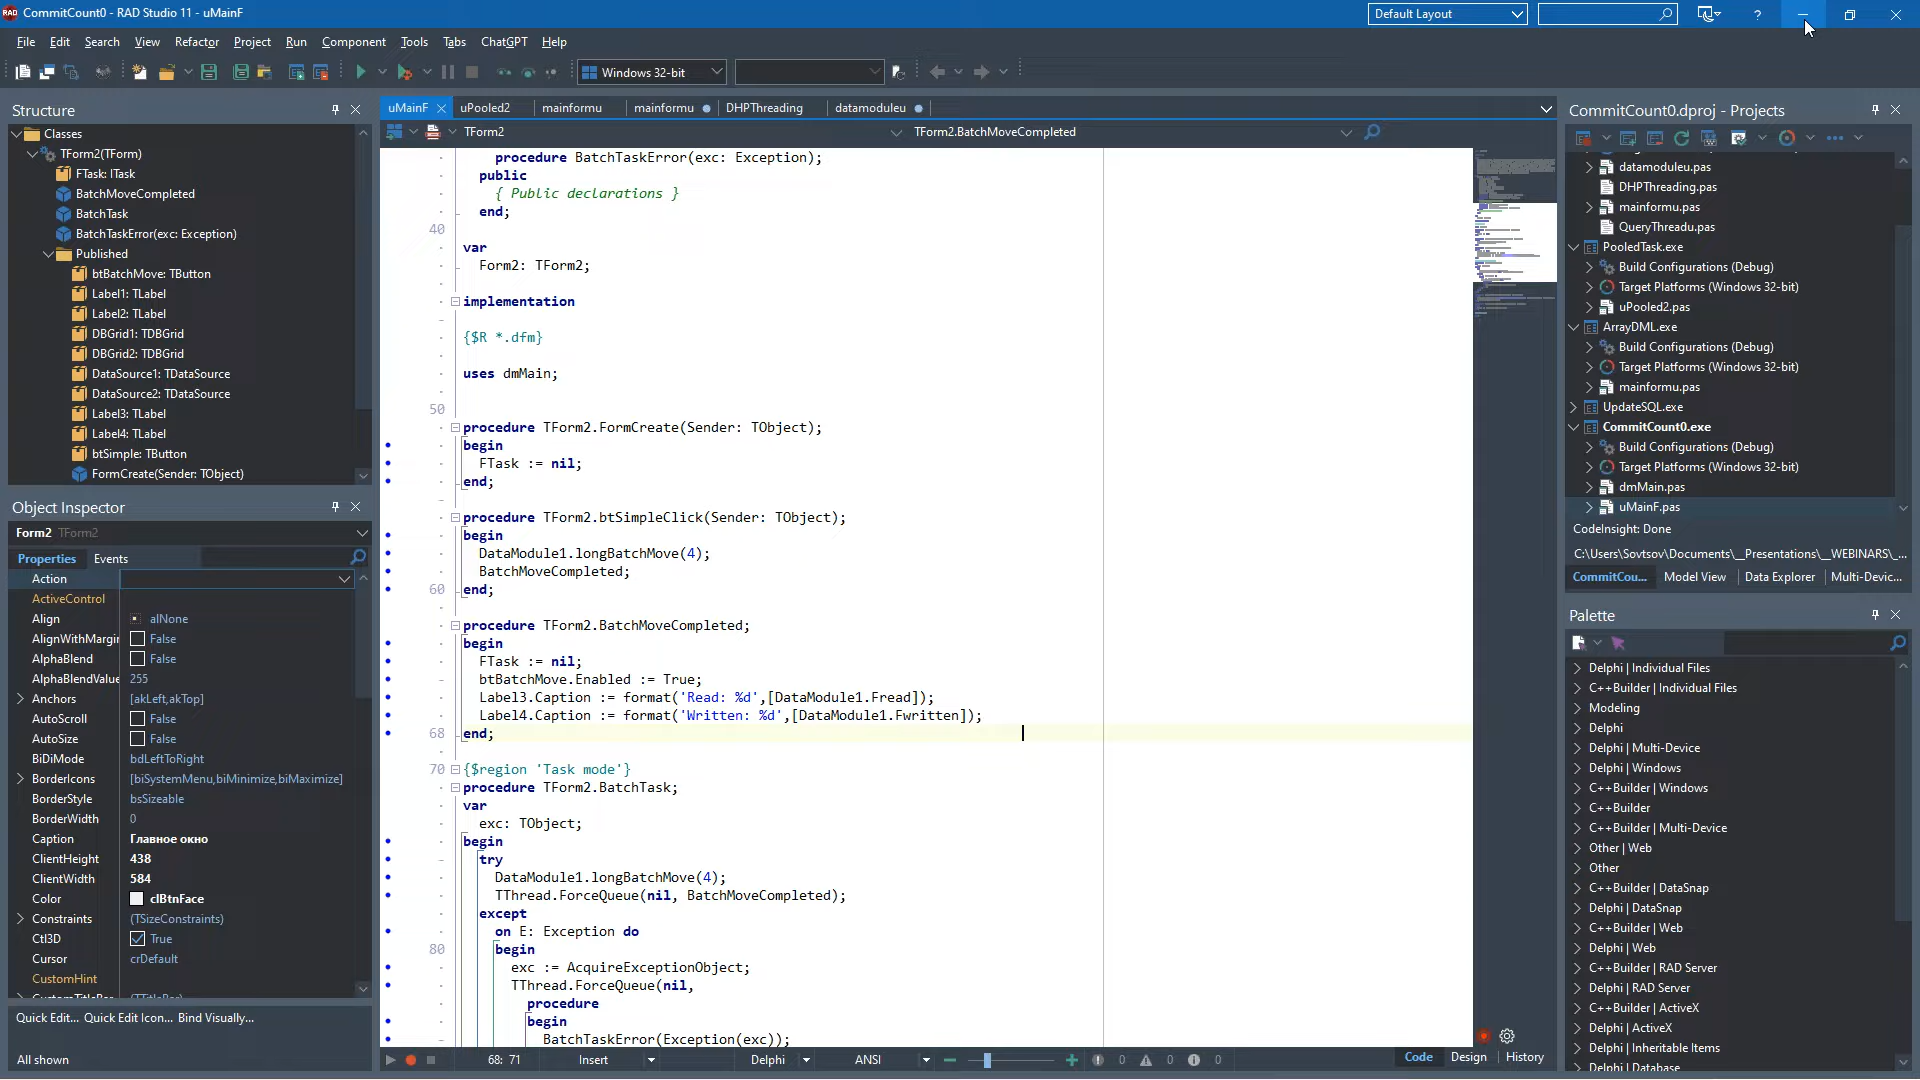 CommitCount0 - RAD Studio 11 - uMainF
Default Layout
?
File Edit Search View Refactor Project Run Component Tools Tabs ChatGPT Help
Windows 32-bit
Structure
Classes
TForm2(TForm)
FTask: ITask
BatchMoveCompleted
BatchTask
BatchTaskError(exc: Exception)
Published
btBatchMove: TButton
Label1: TLabel
Label2: TLabel
DBGrid1: TDBGrid
DBGrid2: TDBGrid
DataSource1: TDataSource
DataSource2: TDataSource
Label3: TLabel
Label4: TLabel
btSimple: TButton
FormCreate(Sender: TObject)
Object Inspector
Form2 TForm2
Properties Events
Action
ActiveControl
Align alNone
AlignWithMargin False
AlphaBlend False
AlphaBlendValue 255
Anchors [akLeft,akTop]
AutoScroll False
AutoSize False
BiDiMode bdLeftToRight
BorderIcons [biSystemMenu,biMinimize,biMaximize]
BorderStyle bsSizeable
BorderWidth 0
Caption Главное окно
ClientHeight 438
ClientWidth 584
Color clBtnFace
Constraints (TSizeConstraints)
Ctl3D True
Cursor crDefault
CustomHint
CustomTitleBar (TTitleBar)
Quick Edit... Quick Edit Icon... Bind Visually...
All shown
uMainF uPooled2 mainformu mainformu DHPThreading datamoduleu
TForm2 TForm2.BatchMoveCompleted
procedure BatchTaskError(exc: Exception);
public
{ Public declarations }
end;
40
var
Form2: TForm2;
implementation
{$R *.dfm}
uses dmMain;
50
procedure TForm2.FormCreate(Sender: TObject);
begin
FTask := nil;
end;
procedure TForm2.btSimpleClick(Sender: TObject);
begin
DataModule1.longBatchMove(4);
BatchMoveCompleted;
60 end;
procedure TForm2.BatchMoveCompleted;
begin
FTask := nil;
btBatchMove.Enabled := True;
Label3.Caption := format('Read: %d',[DataModule1.Fread]);
Label4.Caption := format('Written: %d',[DataModule1.Fwritten]);
68 end;
70 {$region 'Task mode'}
procedure TForm2.BatchTask;
var
exc: TObject;
begin
try
DataModule1.longBatchMove(4);
TThread.ForceQueue(nil, BatchMoveCompleted);
except
on E: Exception do
80 begin
exc := AcquireExceptionObject;
TThread.ForceQueue(nil,
procedure
begin
BatchTaskError(Exception(exc));
68: 71 Insert Delphi ANSI 0 0 0
Code Design History
CommitCount0.dproj - Projects
datamoduleu.pas
DHPThreading.pas
mainformu.pas
QueryThreadu.pas
PooledTask.exe
Build Configurations (Debug)
Target Platforms (Windows 32-bit)
uPooled2.pas
ArrayDML.exe
Build Configurations (Debug)
Target Platforms (Windows 32-bit)
mainformu.pas
UpdateSQL.exe
CommitCount0.exe
Build Configurations (Debug)
Target Platforms (Windows 32-bit)
dmMain.pas
uMainF.pas
CodeInsight: Done
C:\Users\Sovtsov\Documents\__Presentations\__WEBINARS\_...
CommitCou... Model View Data Explorer Multi-Devic...
Palette
Delphi | Individual Files
C++Builder | Individual Files
Modeling
Delphi
Delphi | Multi-Device
Delphi | Windows
C++Builder | Windows
C++Builder
C++Builder | Multi-Device
Other | Web
Other
C++Builder | DataSnap
Delphi | DataSnap
C++Builder | Web
Delphi | Web
C++Builder | RAD Server
Delphi | RAD Server
C++Builder | ActiveX
Delphi | ActiveX
Delphi | Inheritable Items
Delphi | Database